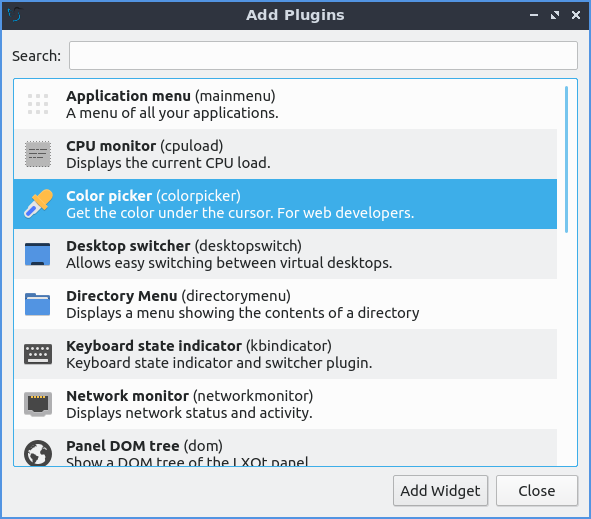 Add Plugins
Search:
Application menu (mainmenu)
A menu of all your applications.
CPU monitor (cpuload)
Displays the current CPU load.
Color picker (colorpicker)
Get the color under the cursor. For web developers.
Desktop switcher (desktopswitch)
Allows easy switching between virtual desktops.
Directory Menu (directorymenu)
Displays a menu showing the contents of a directory
Keyboard state indicator (kbindicator)
Keyboard state indicator and switcher plugin.
Network monitor (networkmonitor)
Displays network status and activity.
Panel DOM tree (dom)
Show a DOM tree of the LXQt panel
Add Widget
Close